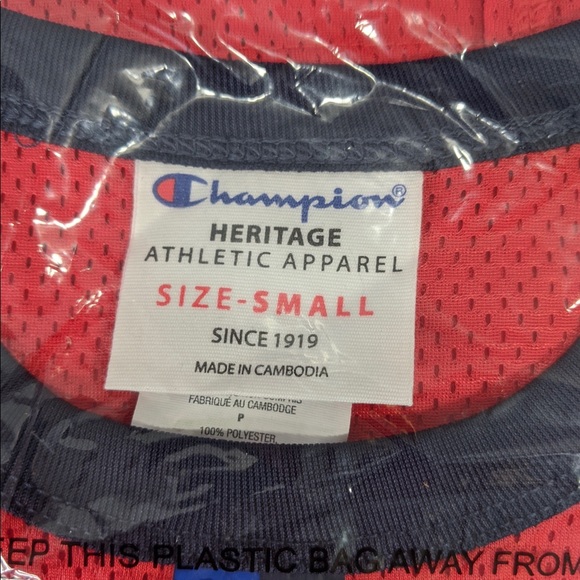 Champion®
HERITAGE
ATHLETIC APPAREL
SIZE-SMALL
SINCE 1919
MADE IN CAMBODIA
FABRIQUÉ AU CAMBODGE
P
100% POLYESTER
THIS PLASTIC BAG AWAY FROM